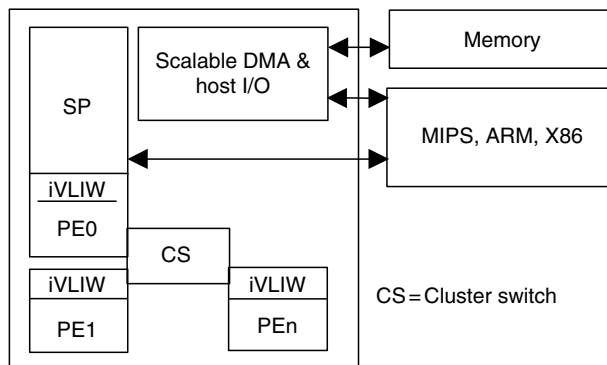 Scalable DMA &
host I/O
Memory
SP
MIPS, ARM, X86
iVLIW
PE0
CS
iVLIW
PE1
iVLIW
PEn
CS = Cluster switch